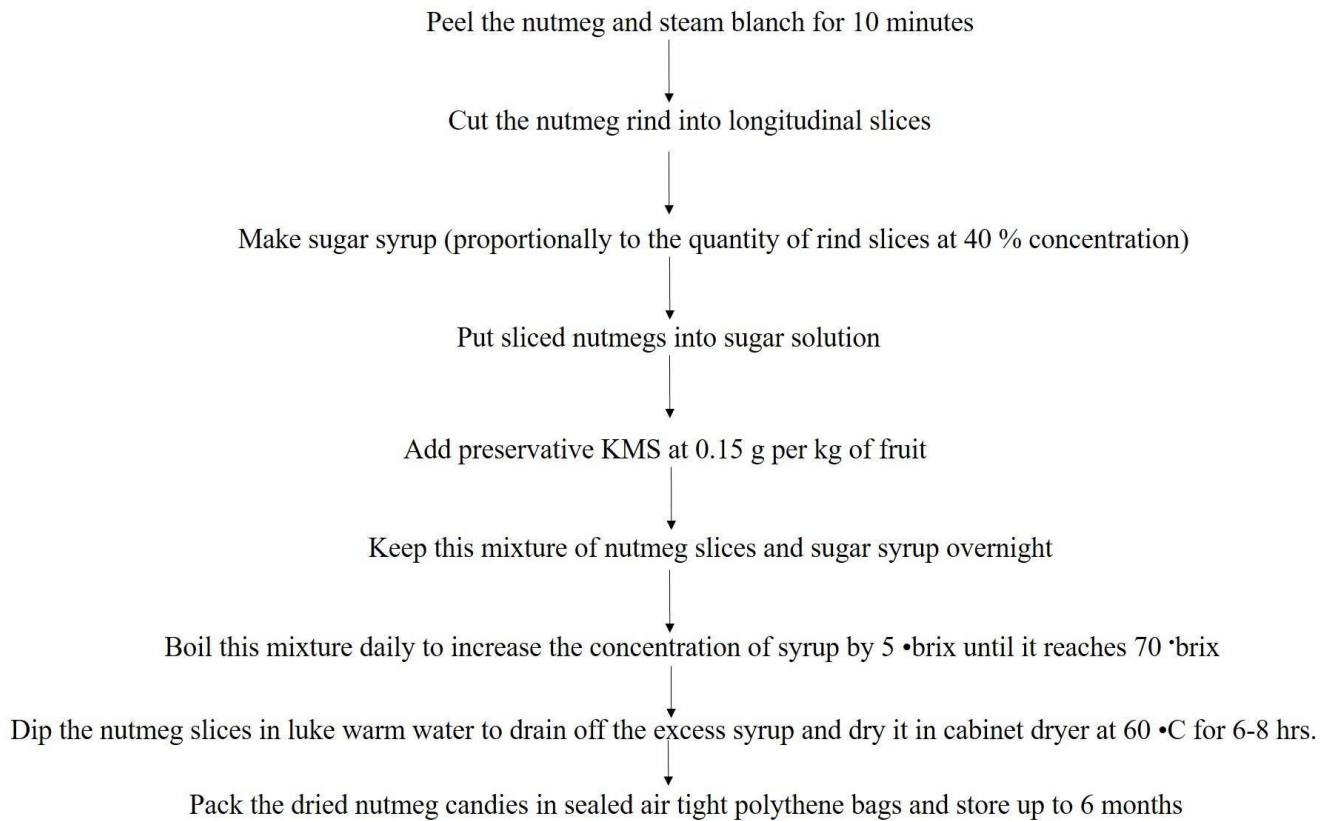 Peel the nutmeg and steam blanch for 10 minutes
Cut the nutmeg rind into longitudinal slices
Make sugar syrup (proportionally to the quantity of rind slices at 40 % concentration)
Put sliced nutmegs into sugar solution
Add preservative KMS at 0.15 g per kg of fruit
Keep this mixture of nutmeg slices and sugar syrup overnight
Boil this mixture daily to increase the concentration of syrup by 5 •brix until it reaches 70 •brix
Dip the nutmeg slices in luke warm water to drain off the excess syrup and dry it in cabinet dryer at 60 •C for 6-8 hrs.
Pack the dried nutmeg candies in sealed air tight polythene bags and store up to 6 months